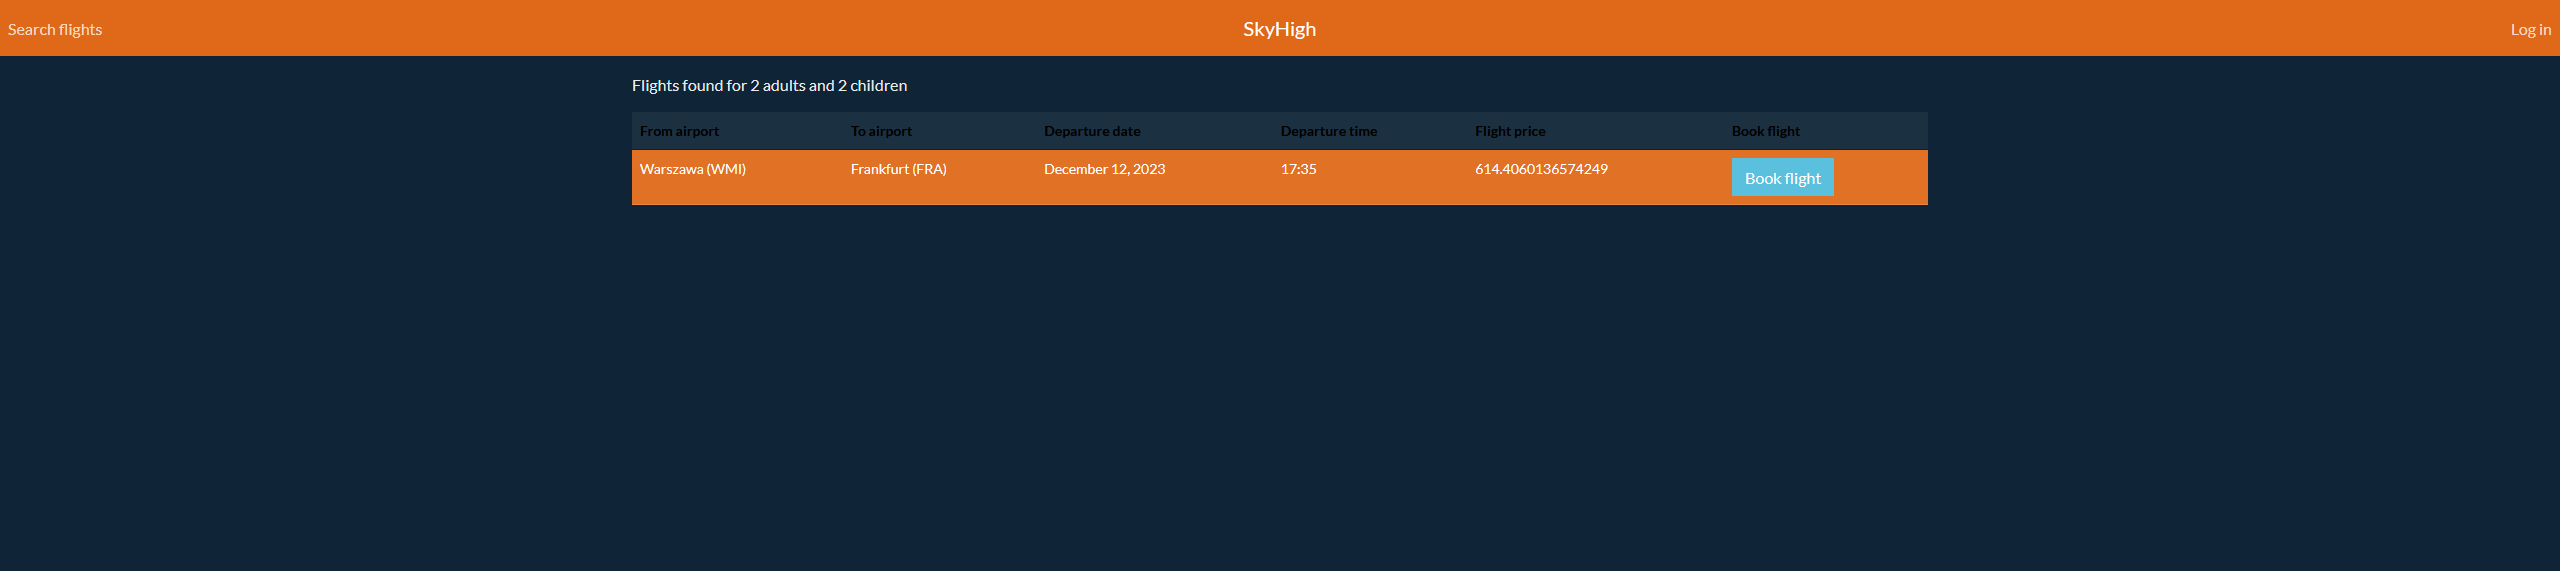 Search flights SkyHigh Log in
Flights found for 2 adults and 2 children
From airport To airport Departure date Departure time Flight price Book flight
Warszawa (WMI) Frankfurt (FRA) December 12, 2023 17:35 614.4060136574249 Book flight